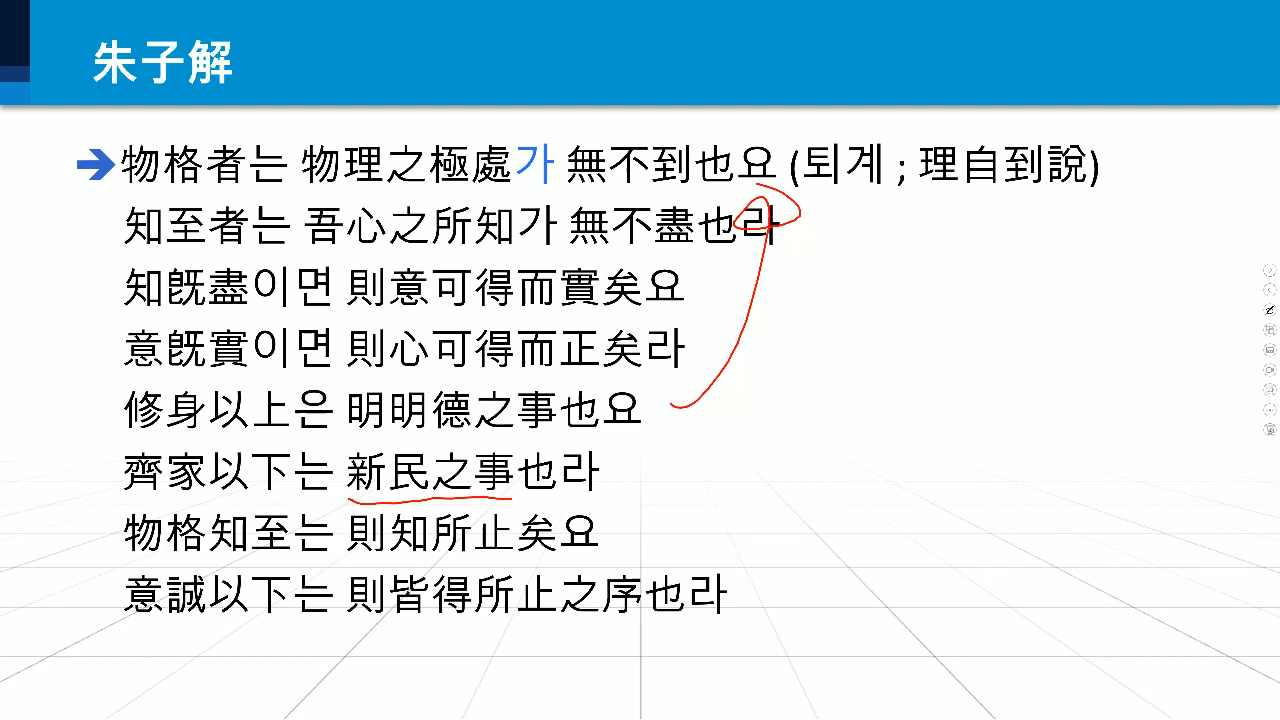 朱子解
物格者는 物理之極處가 無不到也요 (퇴계 ; 理自到說)
知至者는 吾心之所知가 無不盡也라
知旣盡이면 則意可得而實矣요
意旣實이면 則心可得而正矣라
修身以上은 明明德之事也요
齊家以下는 新民之事也라
物格知至는 則知所止矣요
意誠以下는 則皆得所止之序也라